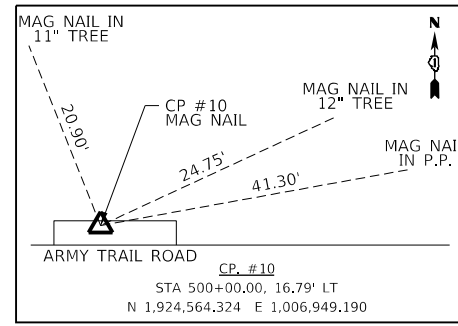 MAG NAIL IN
11" TREE
N
CP #10
MAG NAIL
MAG NAIL IN
12" TREE
MAG NAI
IN P.P.
20.90'
24.75'
41.30'
ARMY TRAIL ROAD
CP. #10
STA 500+00.00, 16.79' LT
N 1,924,564.324 E 1,006,949.190